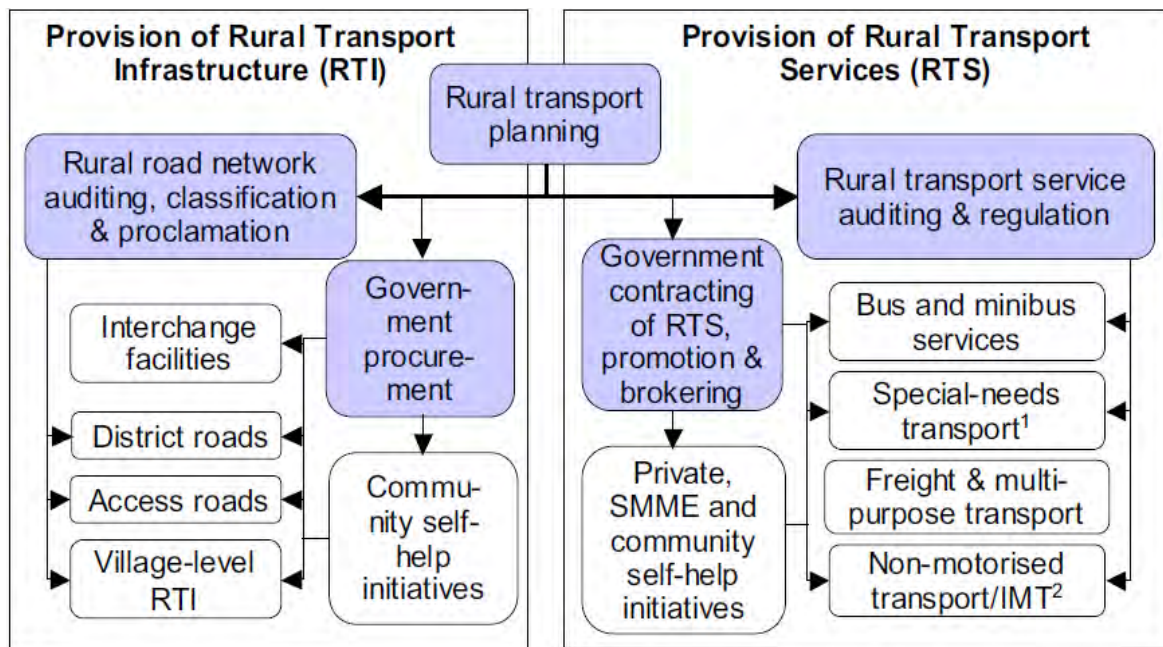 Provision of Rural Transport
Infrastructure (RTI)
Provision of Rural Transport
Services (RTS)
Rural transport
planning
Rural road network
auditing, classification
& proclamation
Rural transport service
auditing & regulation
Govern-
ment
procure-
ment
Interchange
facilities
District roads
Access roads
Village-level
RTI
Commu-
nity self-
help
initiatives
Government
contracting
of RTS,
promotion &
brokering
Private,
SMME and
community
self-help
initiatives
Bus and minibus
services
Special-needs
transport¹
Freight & multi-
purpose transport
Non-motorised
transport/IMT²